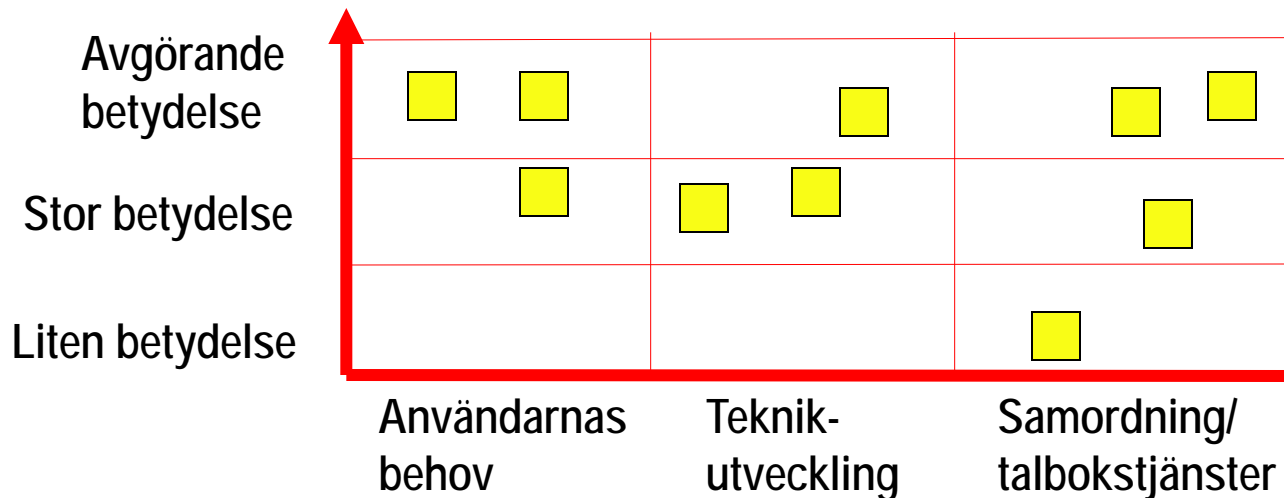 Avgörande
betydelse
Stor betydelse
Liten betydelse
Användarnas
behov
Teknik-
utveckling
Samordning/
talbokstjänster